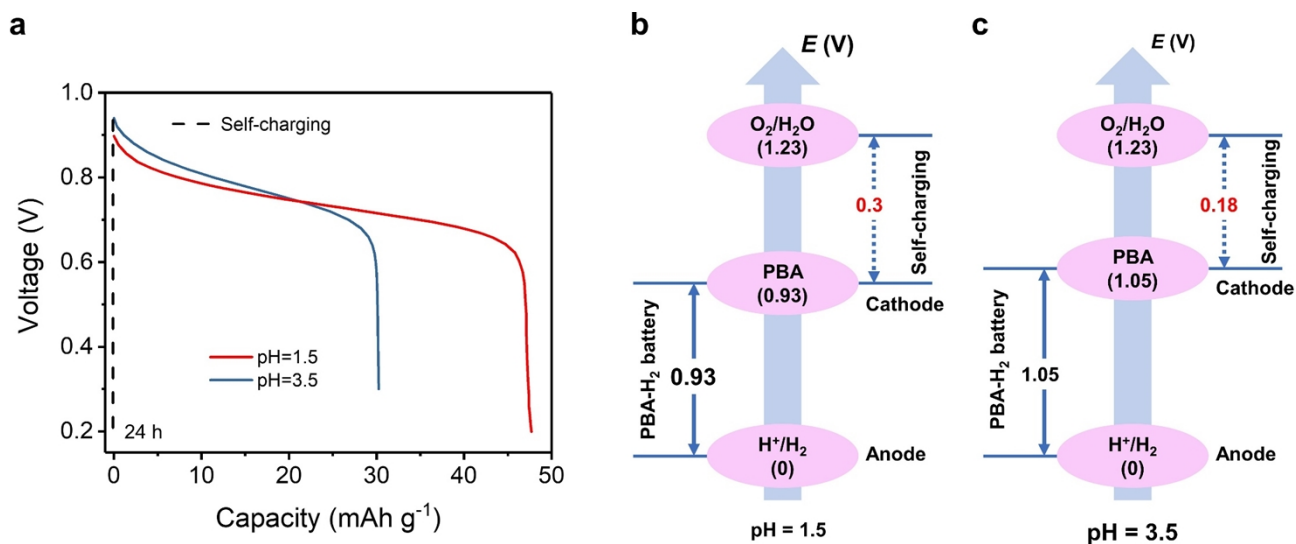 a
Voltage (V)
1.0
0.8
0.6
0.4
0.2
Self-charging
pH=1.5
pH=3.5
24 h
0
10
20
30
40
50
Capacity (mAh g⁻¹)
b
E (V)
O₂/H₂O
(1.23)
0.3
Self-charging
PBA
(0.93)
Cathode
PBA-H₂ battery
0.93
H⁺/H₂
(0)
Anode
pH = 1.5
c
E (V)
O₂/H₂O
(1.23)
0.18
Self-charging
PBA
(1.05)
Cathode
PBA-H₂ battery
1.05
H⁺/H₂
(0)
Anode
pH = 3.5